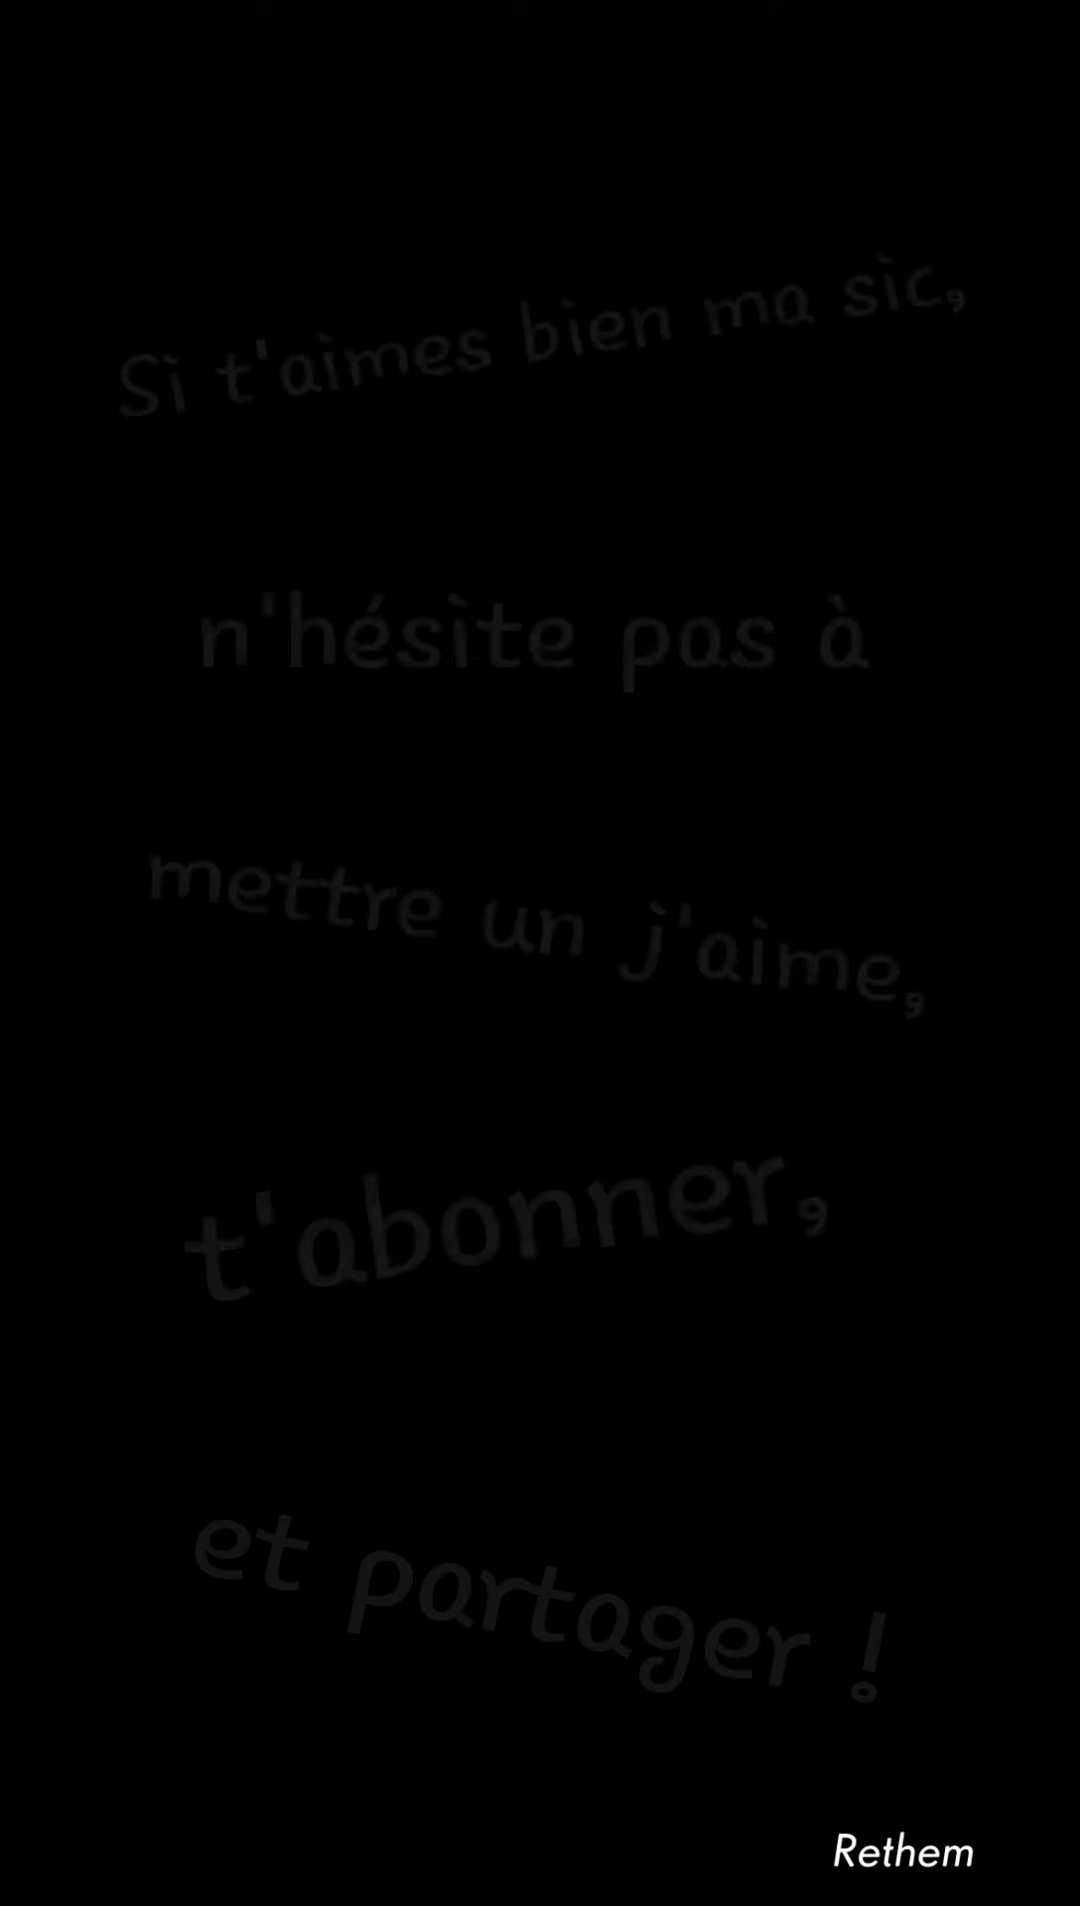 Si t'aimes bien ma sic,
n'hésite pas à
mettre un j'aime,
t'abonner,
et partager !
Rethem